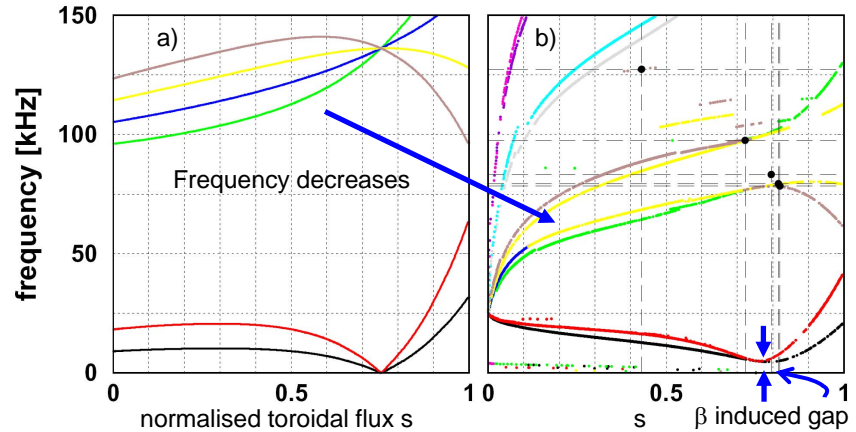 a)
b)
150
100
50
0
frequency [kHz]
Frequency decreases
0 0.5 1
0 0.5 1
normalised toroidal flux s
s
β induced gap